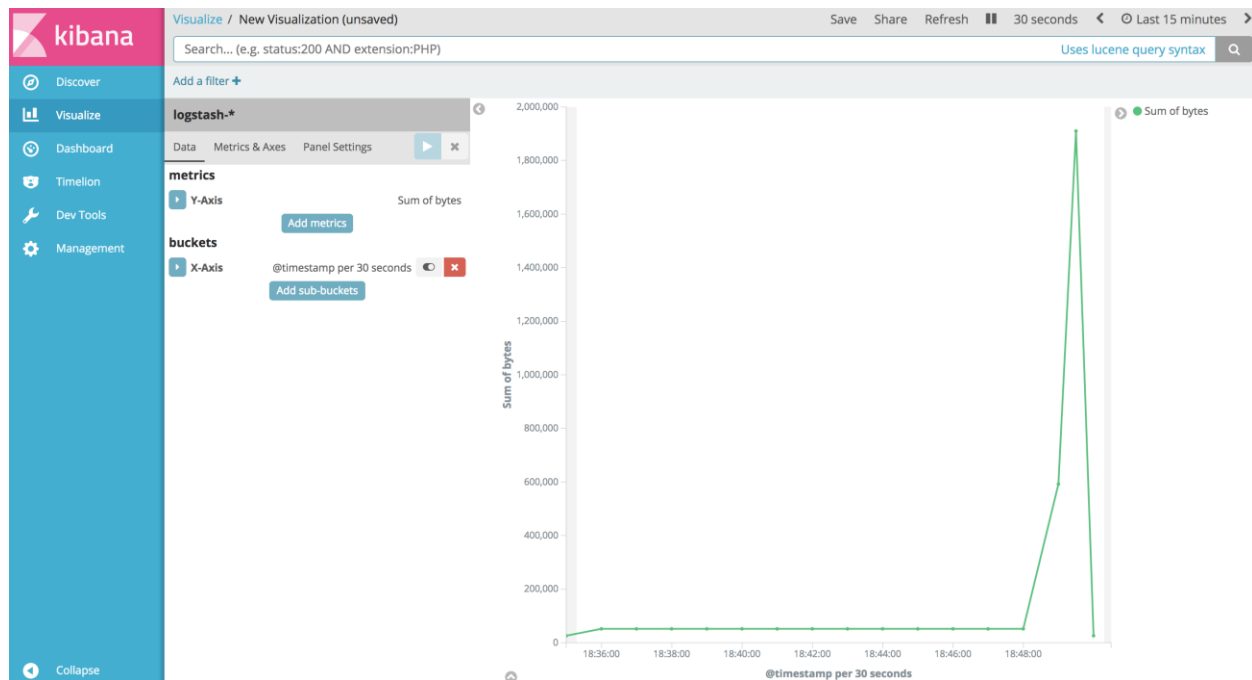 kibana
Discover
Visualize
Dashboard
Timelion
Dev Tools
Management
Collapse
Visualize / New Visualization (unsaved)
Save Share Refresh 30 seconds Last 15 minutes
Search... (e.g. status:200 AND extension:PHP) Uses lucene query syntax
Add a filter +
logstash-*
Data Metrics & Axes Panel Settings
metrics
Y-Axis Sum of bytes
Add metrics
buckets
X-Axis @timestamp per 30 seconds
Add sub-buckets
2,000,000
1,800,000
1,600,000
1,400,000
1,200,000
1,000,000
800,000
600,000
400,000
200,000
0
Sum of bytes
18:36:00 18:38:00 18:40:00 18:42:00 18:44:00 18:46:00 18:48:00
@timestamp per 30 seconds
Sum of bytes